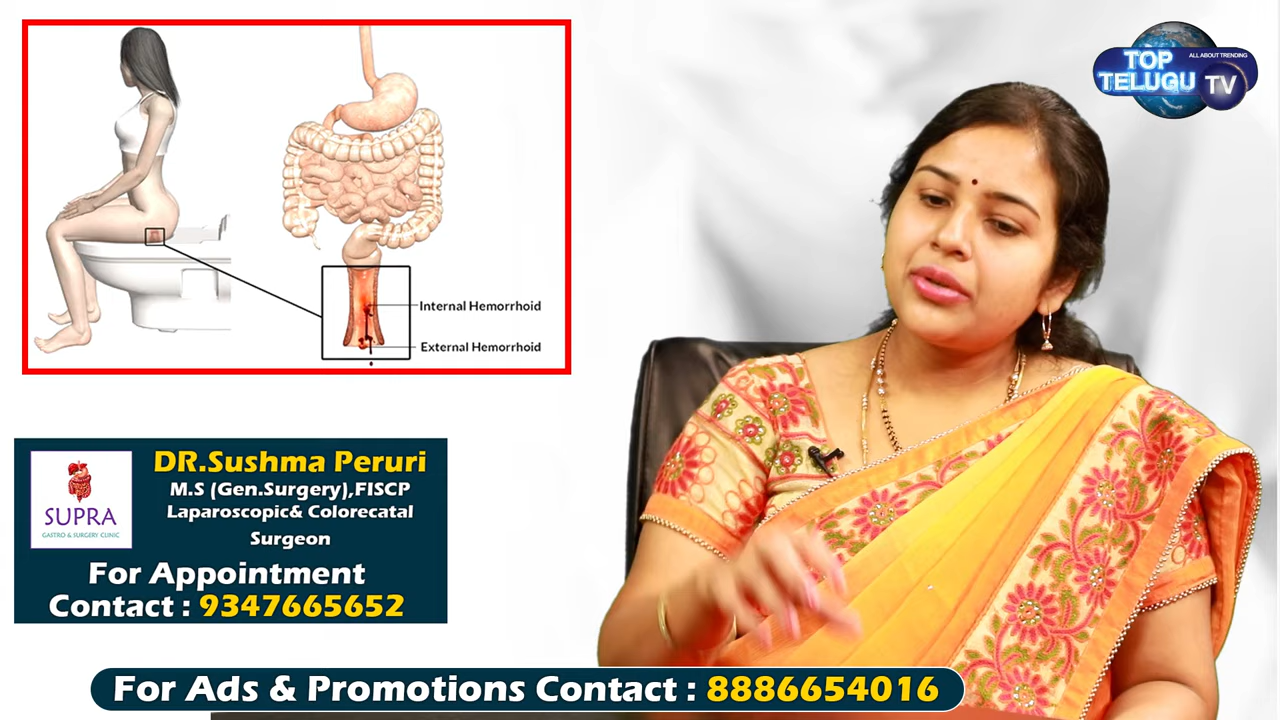 ALL ABOUT TRENDING
TOP
TELUGU TV
Internal Hemorrhoid
External Hemorrhoid
SUPRA
GASTRO & SURGERY CLINIC
DR.Sushma Peruri
M.S (Gen.Surgery),FISCP
Laparoscopic& Colorecatal
Surgeon
For Appointment
Contact : 9347665652
For Ads & Promotions Contact : 8886654016